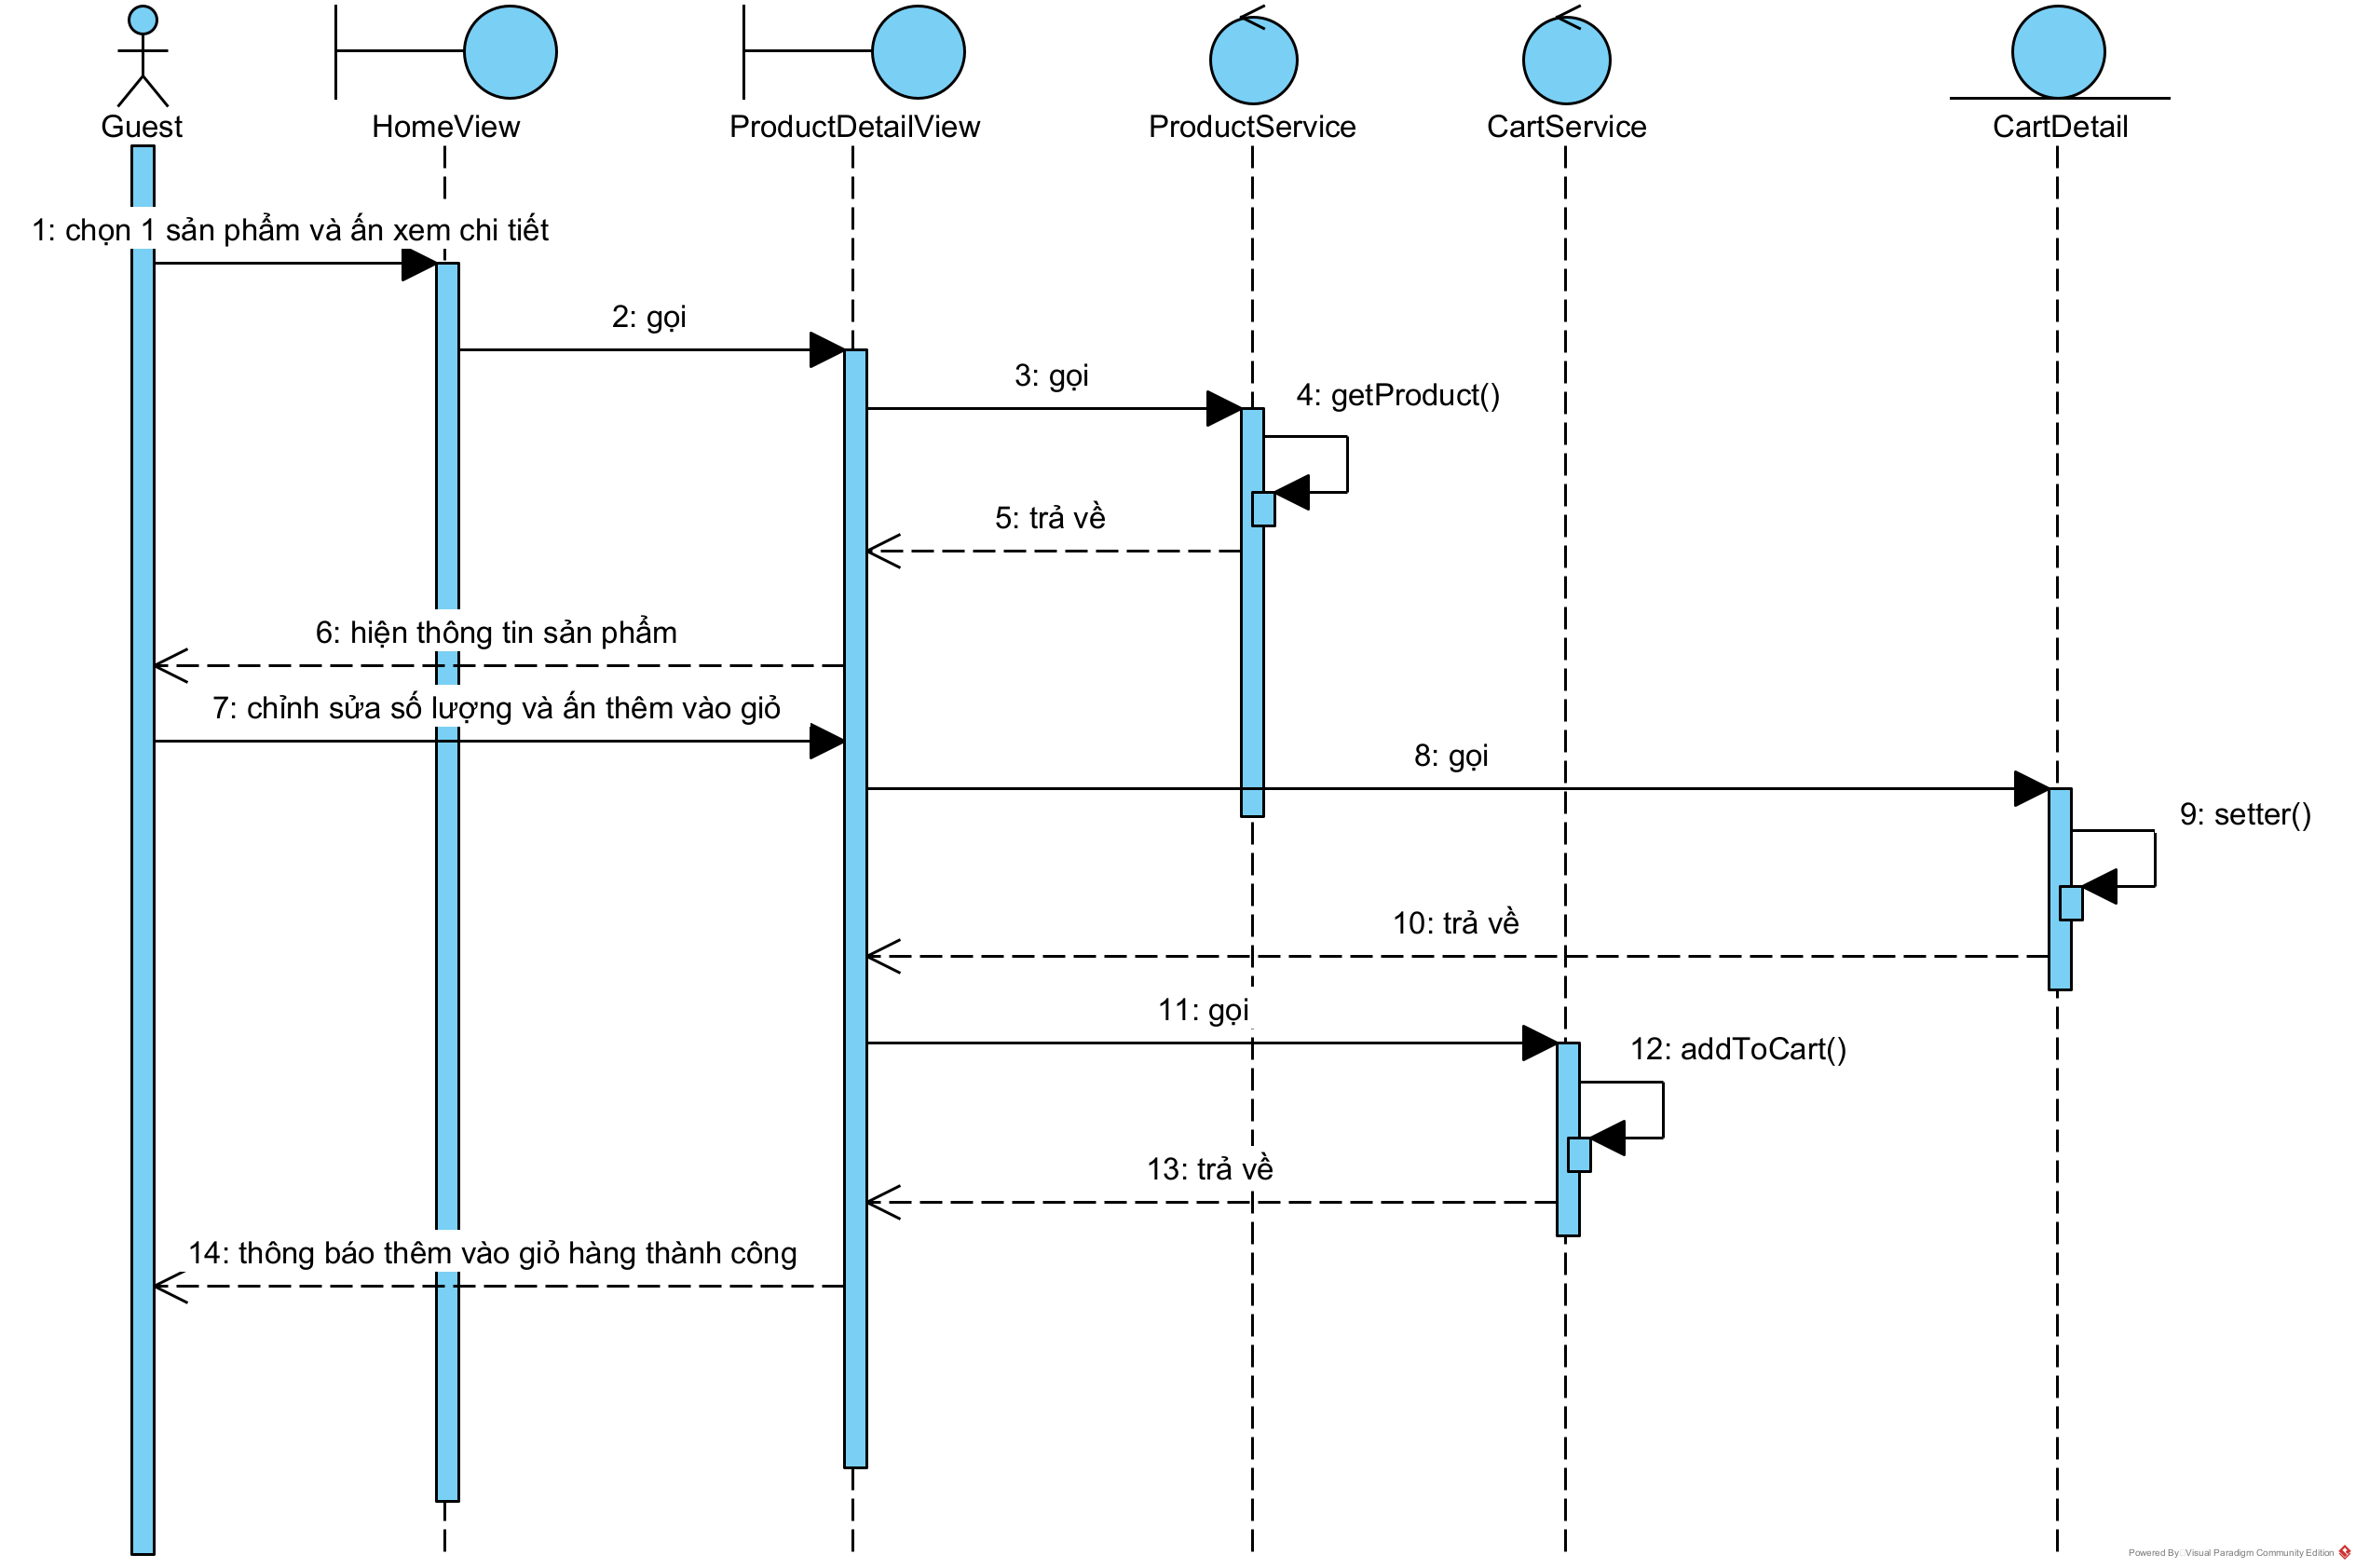 Guest
HomeView
ProductDetailView
ProductService
CartService
CartDetail
1: chọn 1 sản phẩm và ấn xem chi tiết
2: gọi
3: gọi
4: getProduct()
5: trả về
6: hiện thông tin sản phẩm
7: chỉnh sửa số lượng và ấn thêm vào giỏ
8: gọi
9: setter()
10: trả về
11: gọi
12: addToCart()
13: trả về
14: thông báo thêm vào giỏ hàng thành công
Powered By Visual Paradigm Community Edition